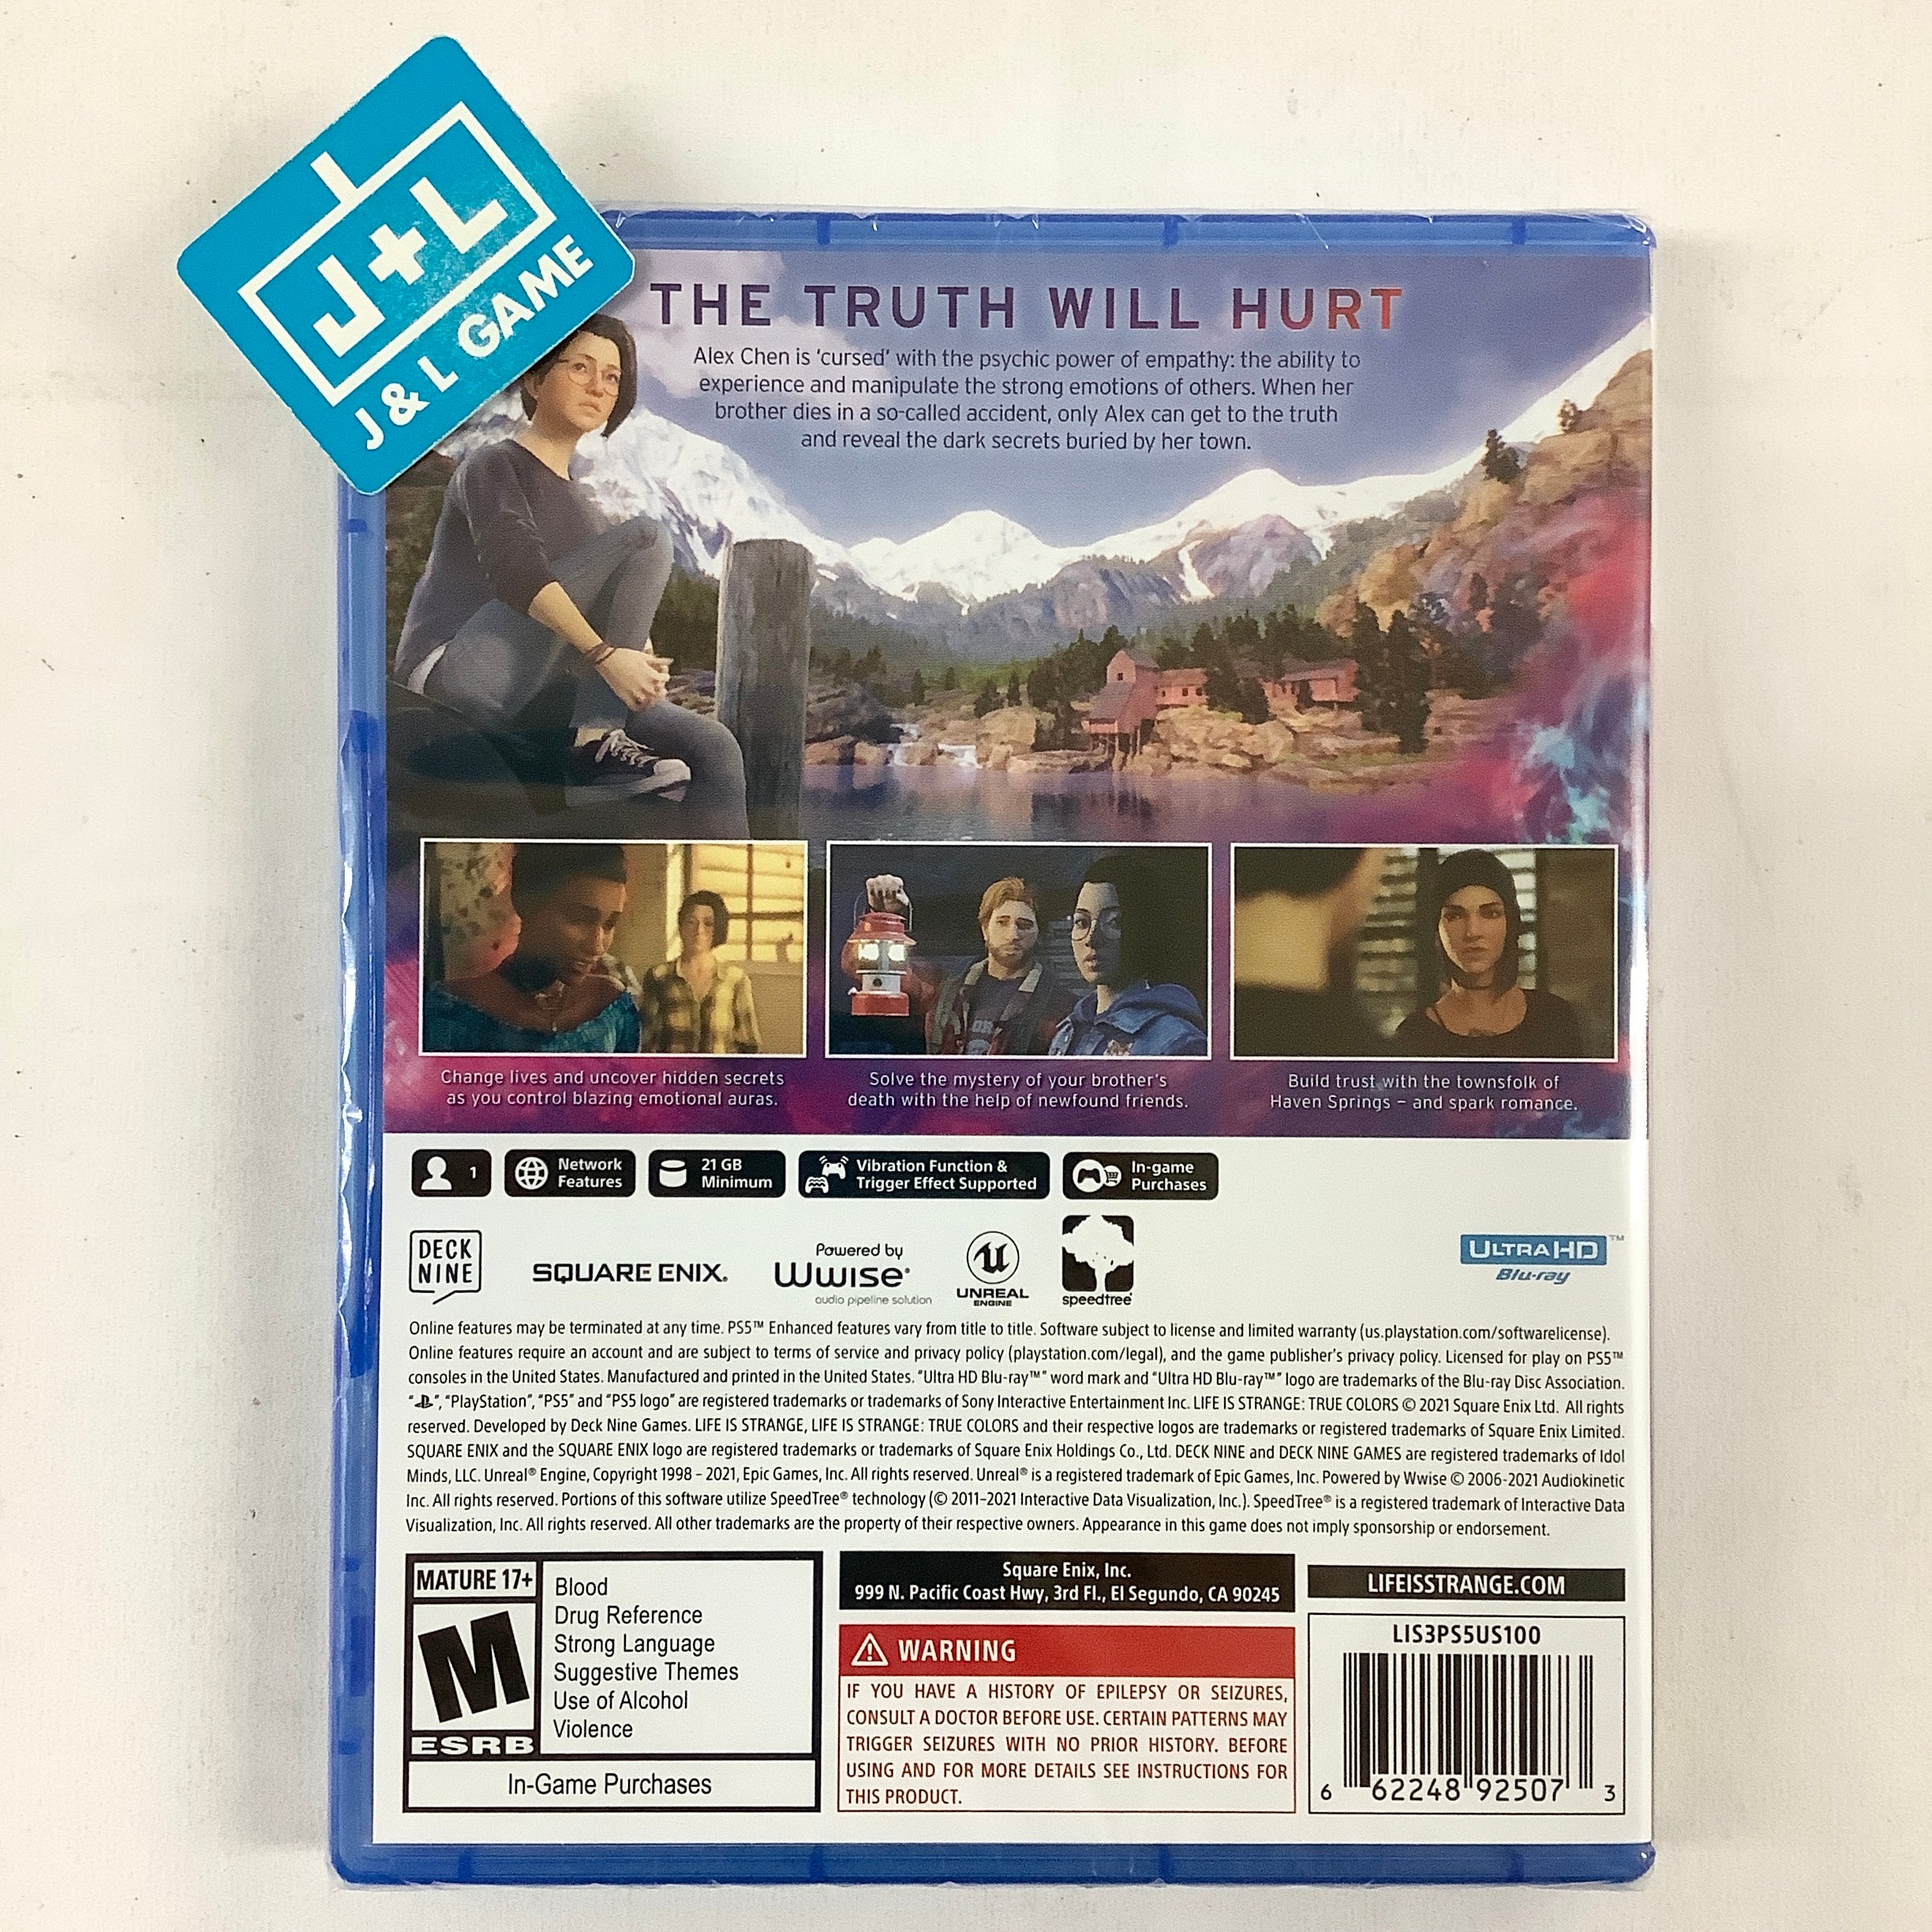 J+L
J & L GAME
THE TRUTH WILL HURT
Alex Chen is ‘cursed’ with the psychic power of empathy: the ability to
experience and manipulate the strong emotions of others. When her
brother dies in a so-called accident, only Alex can get to the truth
and reveal the dark secrets buried by her town.
Change lives and uncover hidden secrets
as you control blazing emotional auras.
Solve the mystery of your brother's
death with the help of newfound friends.
Build trust with the townsfolk of
Haven Springs – and spark romance.
1
Network
Features
21 GB
Minimum
Vibration Function &
Trigger Effect Supported
In-game
Purchases
DECK
NINE
SQUARE ENIX.
Powered by
Wwise®
audio pipeline solution
UNREAL
ENGINE
speedtree®
ULTRA HD™
Blu-ray
Online features may be terminated at any time. PS5™ Enhanced features vary from title to title. Software subject to license and limited warranty (us.playstation.com/softwarelicense).
Online features require an account and are subject to terms of service and privacy policy (playstation.com/legal), and the game publisher's privacy policy. Licensed for play on PS5™
consoles in the United States. Manufactured and printed in the United States. “Ultra HD Blu-ray™” word mark and “Ultra HD Blu-ray™” logo are trademarks of the Blu-ray Disc Association.
“ ”, “PlayStation”, “PS5” and “PS5 logo” are registered trademarks or trademarks of Sony Interactive Entertainment Inc. LIFE IS STRANGE: TRUE COLORS © 2021 Square Enix Ltd. All rights
reserved. Developed by Deck Nine Games. LIFE IS STRANGE, LIFE IS STRANGE: TRUE COLORS and their respective logos are trademarks or registered trademarks of Square Enix Limited.
SQUARE ENIX and the SQUARE ENIX logo are registered trademarks or trademarks of Square Enix Holdings Co., Ltd. DECK NINE and DECK NINE GAMES are registered trademarks of Idol
Minds, LLC. Unreal® Engine, Copyright 1998 – 2021, Epic Games, Inc. All rights reserved. Unreal® is a registered trademark of Epic Games, Inc. Powered by Wwise © 2006-2021 Audiokinetic
Inc. All rights reserved. Portions of this software utilize SpeedTree® technology (© 2011-2021 Interactive Data Visualization, Inc.). SpeedTree® is a registered trademark of Interactive Data
Visualization, Inc. All rights reserved. All other trademarks are the property of their respective owners. Appearance in this game does not imply sponsorship or endorsement.
MATURE 17+
M
ESRB
Blood
Drug Reference
Strong Language
Suggestive Themes
Use of Alcohol
Violence
In-Game Purchases
Square Enix, Inc.
999 N. Pacific Coast Hwy, 3rd Fl., El Segundo, CA 90245
WARNING
IF YOU HAVE A HISTORY OF EPILEPSY OR SEIZURES,
CONSULT A DOCTOR BEFORE USE. CERTAIN PATTERNS MAY
TRIGGER SEIZURES WITH NO PRIOR HISTORY. BEFORE
USING AND FOR MORE DETAILS SEE INSTRUCTIONS FOR
THIS PRODUCT.
LIFEISSTRANGE.COM
LIS3PS5US100
6 62248 92507 3